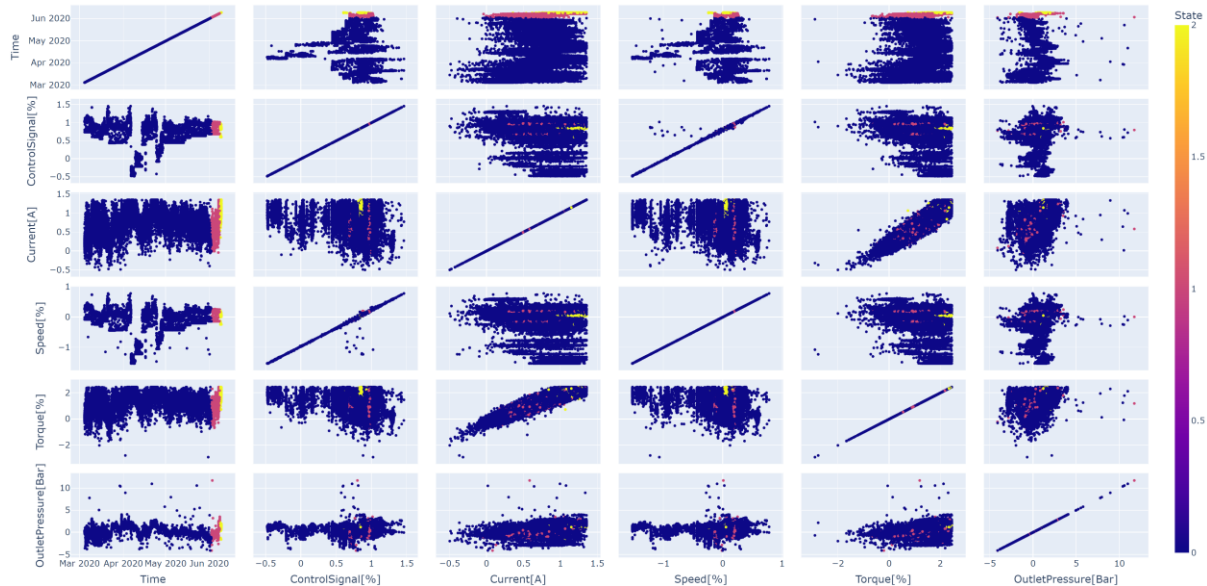 State
Time
Jun 2020
May 2020
Apr 2020
Mar 2020
2
ControlSignal[%]
1.5
1
0.5
0
−0.5
1.5
Current[A]
1.5
1
0.5
0
−0.5
1
Speed[%]
0
−1
Torque[%]
2
0
−2
0.5
OutletPressure[Bar]
10
5
0
−5
0
Mar 2020 Apr 2020 May 2020 Jun 2020
−0.5 0 0.5 1 1.5
−0.5 0 0.5 1 1.5
−1 0 1
−2 0 2
−5 0 5 10
Time ControlSignal[%] Current[A] Speed[%] Torque[%] OutletPressure[Bar]